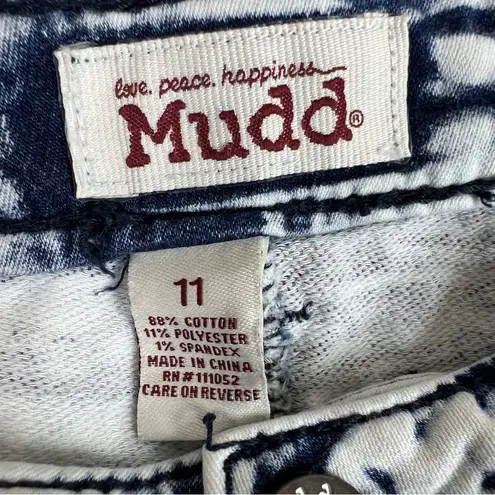 love. peace. happiness
Mudd®
11
88% COTTON
11% POLYESTER
1% SPANDEX
MADE IN CHINA
RN#111052
CARE ON REVERSE